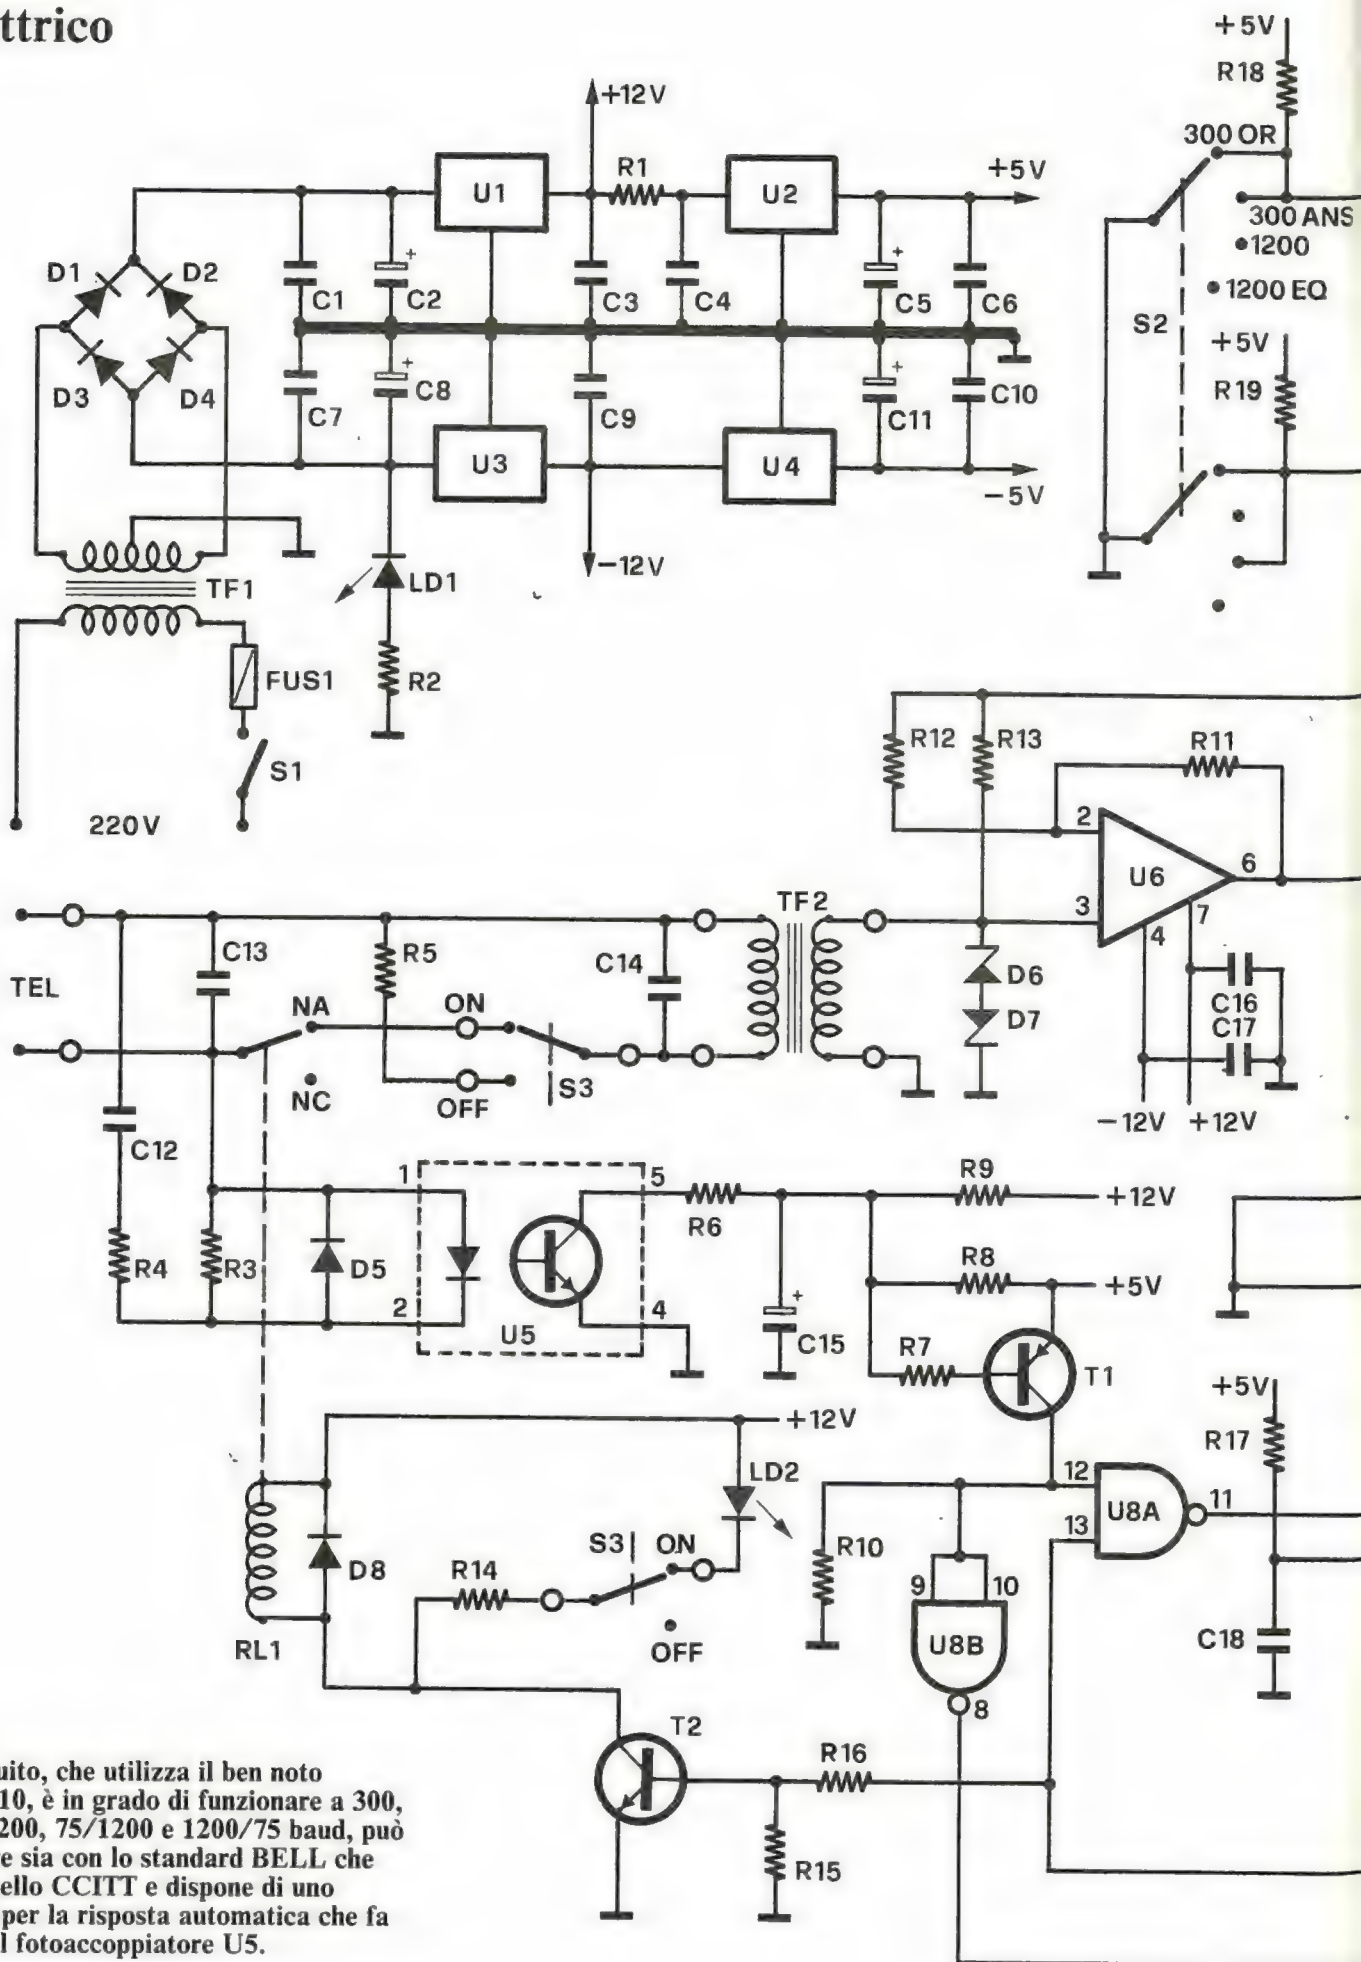 ttrico
+5V
R18
300 OR
300 ANS
1200
1200 EQ
S2
+5V
R19
+12V
U1
R1
U2
+5V
D1
D2
C1
C2
+
C3
C4
C5
+
C6
D3
D4
C7
C8
+
C9
C11
+
C10
U3
U4
-5V
-12V
TF1
LD1
FUS1
R2
S1
220V
R12
R13
R11
2
U6
6
3
7
4
TF2
C13
R5
C14
TEL
NA
ON
D6
C16
D7
C17
NC
OFF
S3
-12V
+12V
C12
1
5
R9
+12V
R6
R4
R3
D5
R8
+5V
2
4
+
U5
C15
R7
T1
+12V
+5V
R17
LD2
12
U8A
11
13
S3
ON
R10
D8
R14
9
10
RL1
OFF
U8B
C18
8
T2
R16
R15
uito, che utilizza il ben noto
10, è in grado di funzionare a 300,
200, 75/1200 e 1200/75 baud, può
e sia con lo standard BELL che
ello CCITT e dispone di uno
per la risposta automatica che fa
l fotoaccoppiatore U5.